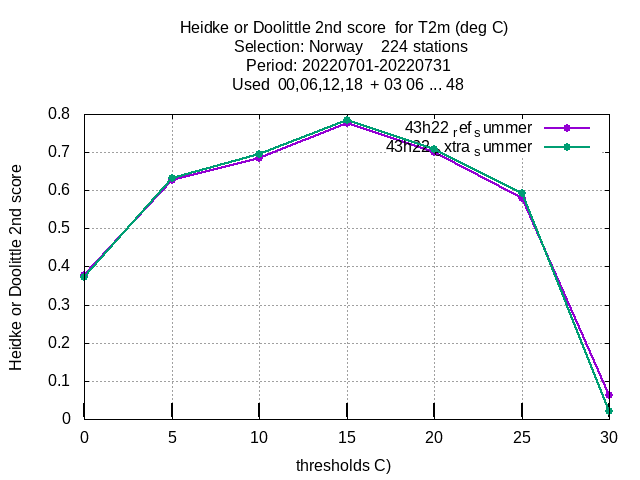 Heidke or Doolittle 2nd score for T2m (deg C)
Selection: Norway 224 stations
Period: 20220701-20220731
Used 00,06,12,18 + 03 06 ... 48
43h22 ref summer
43h22 xtra summer
0.8
0.7
0.6
0.5
0.4
0.3
0.2
0.1
0
Heidke or Doolittle 2nd score
0 5 10 15 20 25 30
thresholds C)